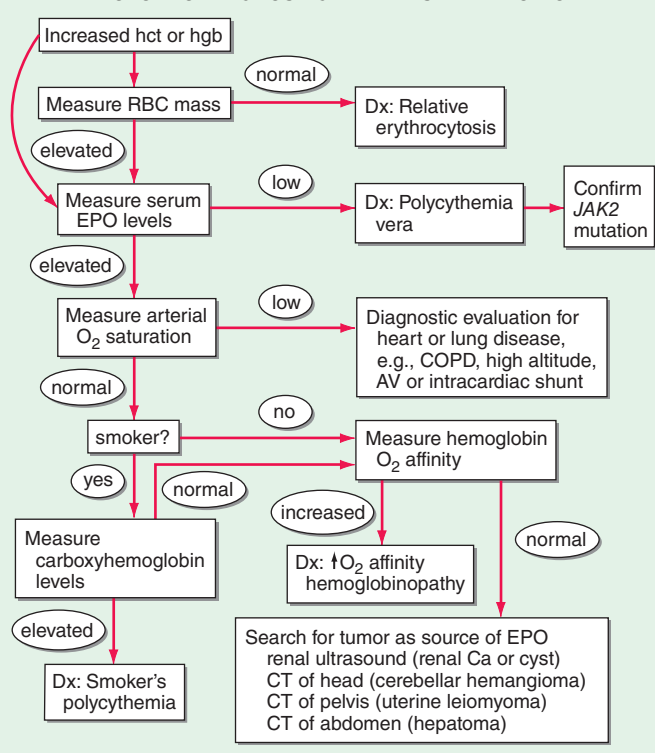 Increased hct or hgb
normal
Measure RBC mass
Dx: Relative
erythrocytosis
elevated
low
Measure serum
EPO levels
Dx: Polycythemia
vera
Confirm
JAK2
mutation
elevated
low
Measure arterial
O2 saturation
Diagnostic evaluation for
heart or lung disease,
e.g., COPD, high altitude,
AV or intracardiac shunt
normal
no
smoker?
Measure hemoglobin
O2 affinity
yes
normal
increased
normal
Measure
carboxyhemoglobin
levels
Dx: ↑O2 affinity
hemoglobinopathy
elevated
Search for tumor as source of EPO
renal ultrasound (renal Ca or cyst)
CT of head (cerebellar hemangioma)
CT of pelvis (uterine leiomyoma)
CT of abdomen (hepatoma)
Dx: Smoker's
polycythemia